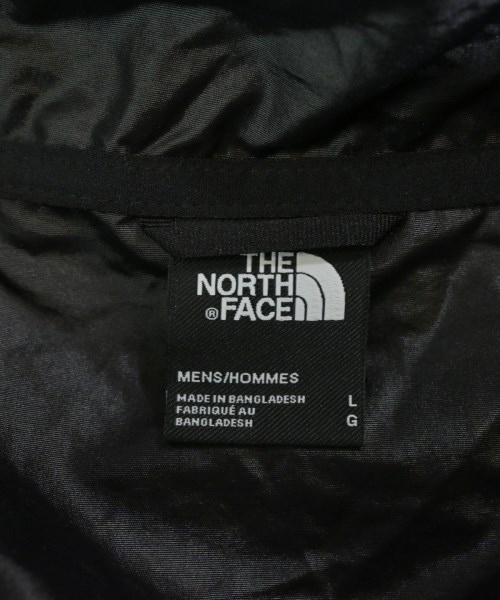 THE
NORTH
® FACE
MENS/HOMMES
MADE IN BANGLADESH L
FABRIQUÉ AU
BANGLADESH G